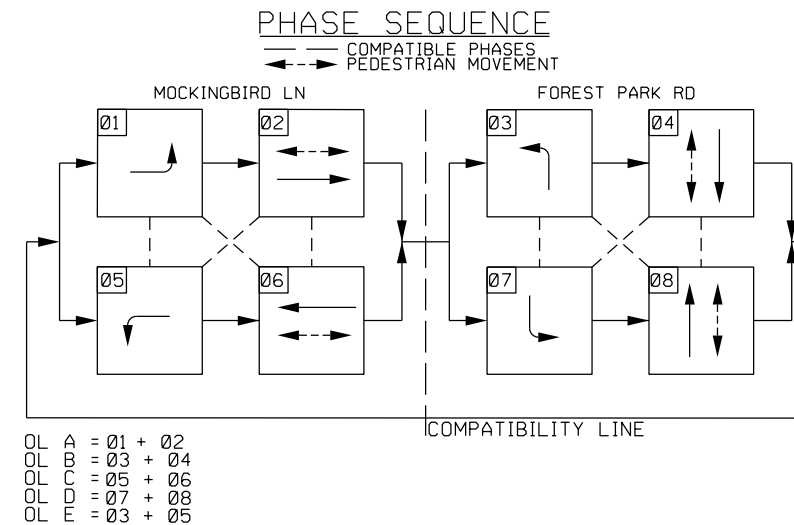 PHASE SEQUENCE
COMPATIBLE PHASES
PEDESTRIAN MOVEMENT
MOCKINGBIRD LN
FOREST PARK RD
Ø1
Ø2
Ø3
Ø4
Ø5
Ø6
Ø7
Ø8
COMPATIBILITY LINE
OL A = Ø1 + Ø2
OL B = Ø3 + Ø4
OL C = Ø5 + Ø6
OL D = Ø7 + Ø8
OL E = Ø3 + Ø5